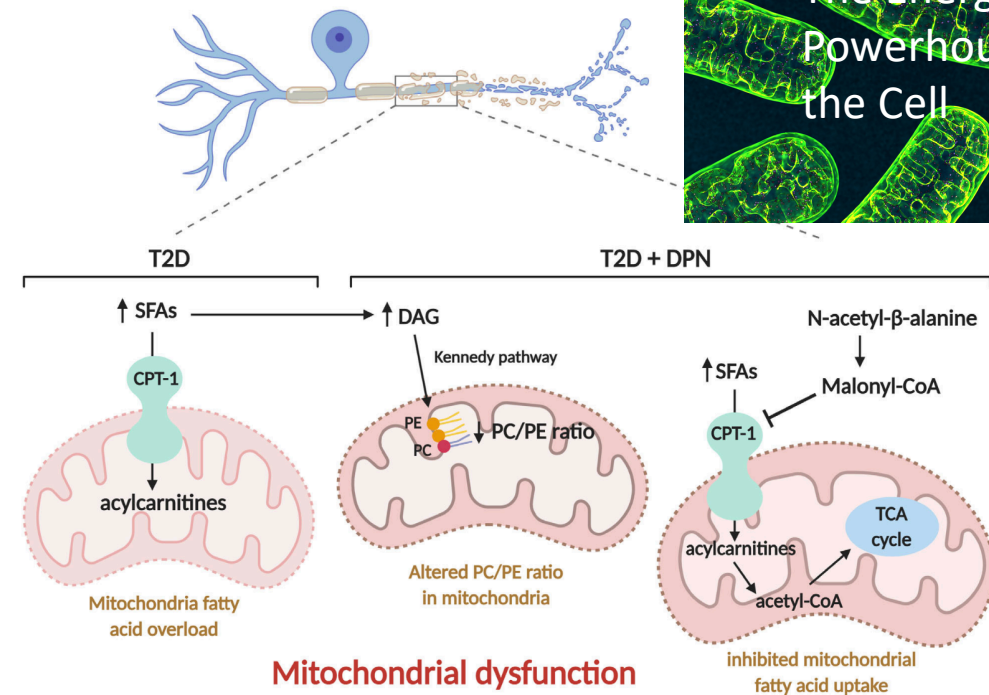 Powerhou
the Cell
T2D
T2D + DPN
↑ SFAs
↑ DAG
N-acetyl-β-alanine
Kennedy pathway
↑ SFAs
Malonyl-CoA
CPT-1
PE
↓ PC/PE ratio
PC
CPT-1
acylcarnitines
TCA
cycle
acylcarnitines
acetyl-CoA
Mitochondria fatty
acid overload
Altered PC/PE ratio
in mitochondria
inhibited mitochondrial
fatty acid uptake
Mitochondrial dysfunction